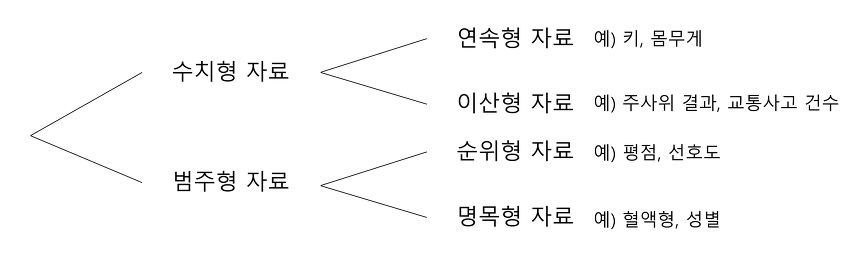 수치형 자료
연속형 자료 예) 키, 몸무게
이산형 자료 예) 주사위 결과, 교통사고 건수
범주형 자료
순위형 자료 예) 평점, 선호도
명목형 자료 예) 혈액형, 성별